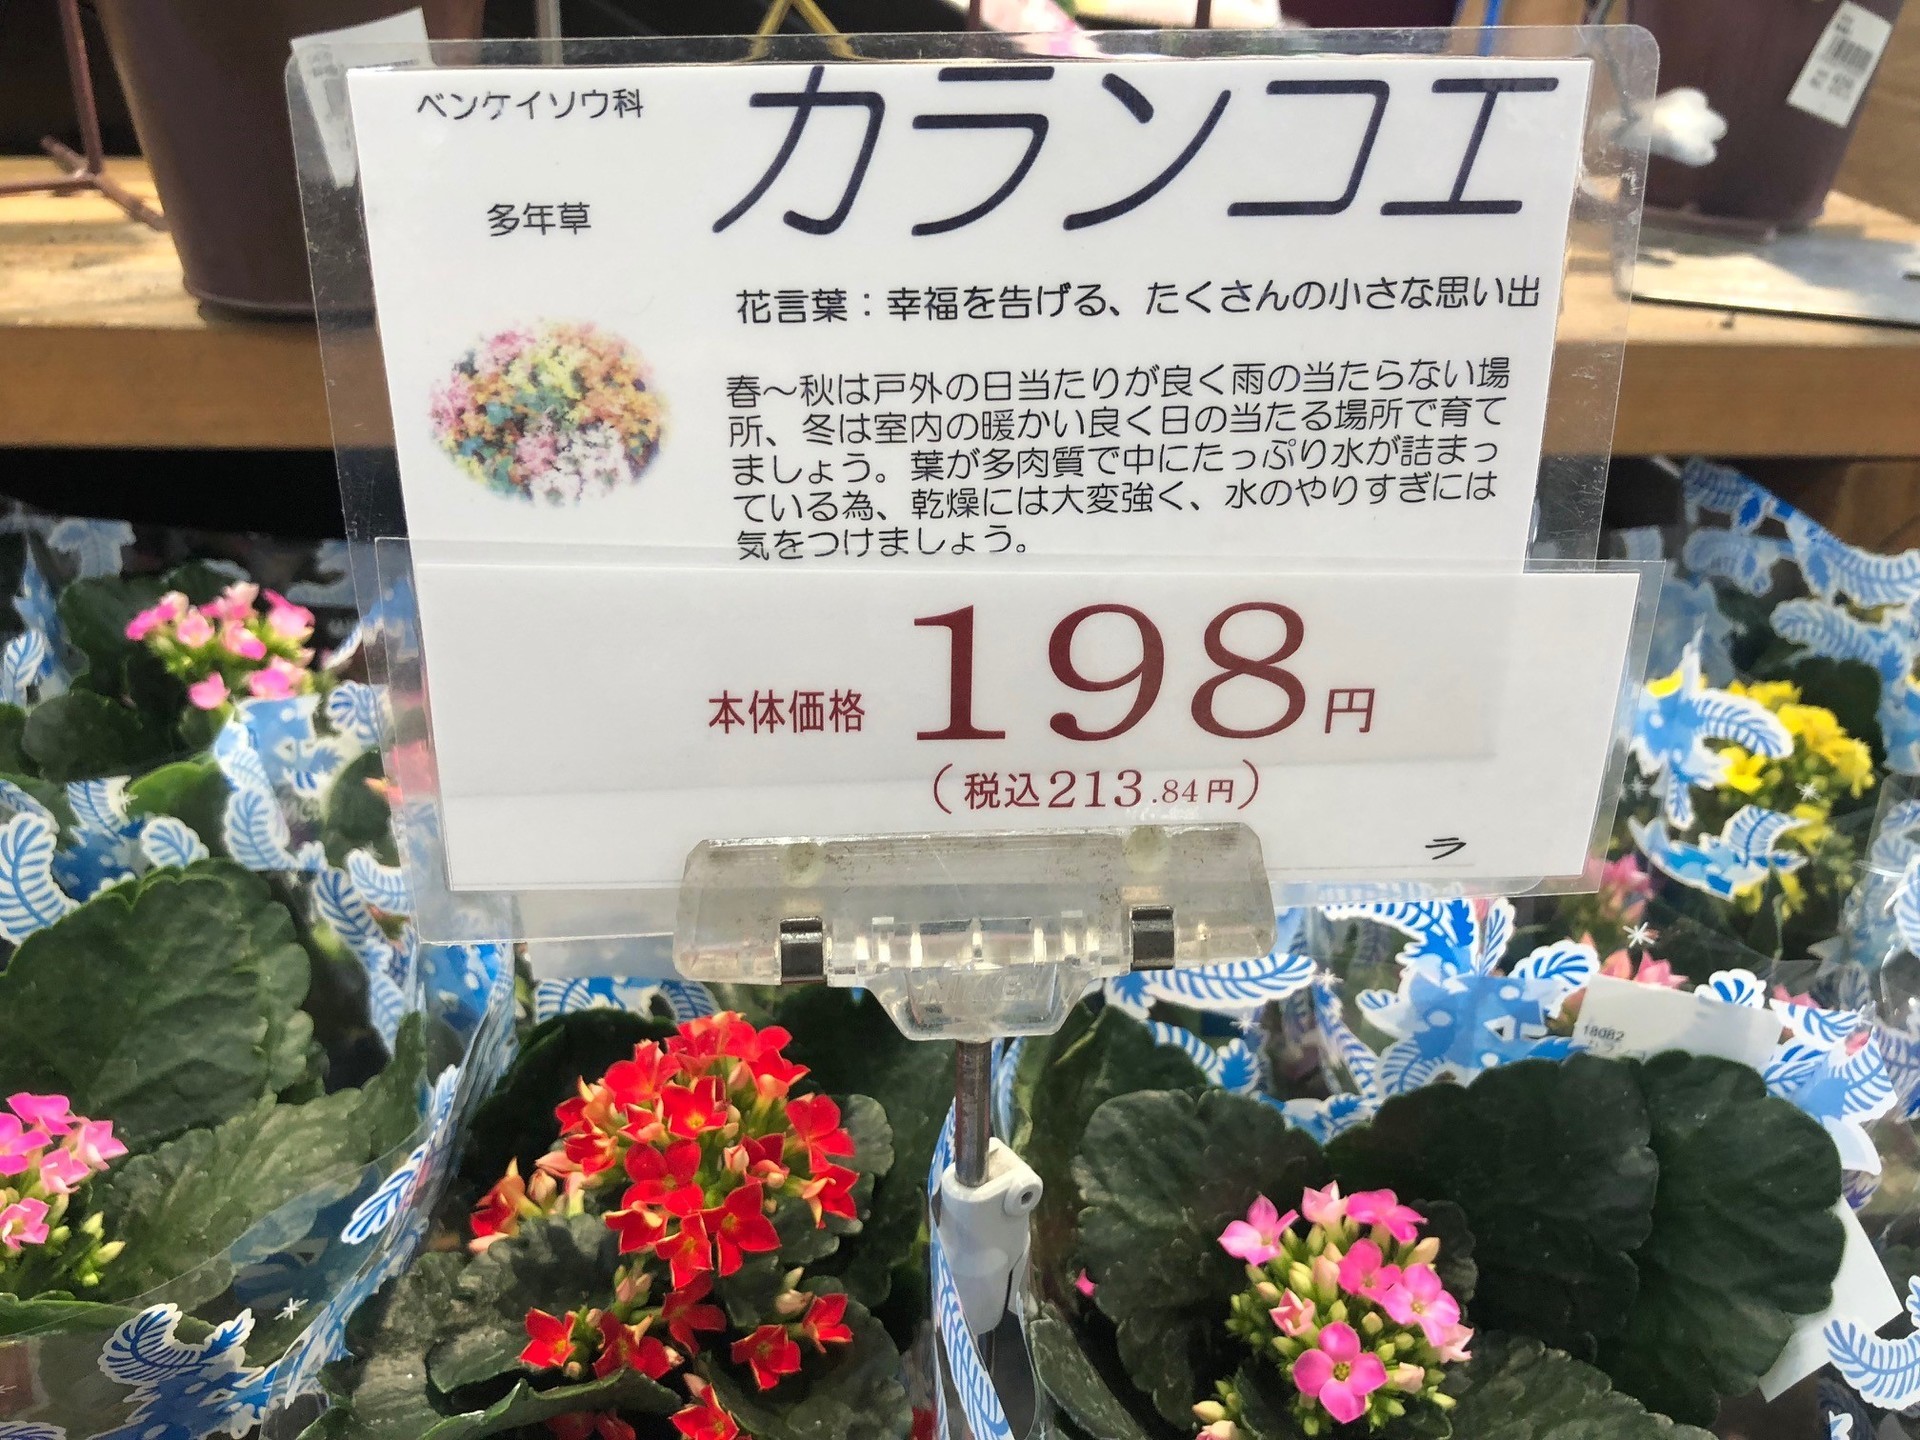 ベンケイソウ科
カランコエ
多年草
花言葉：幸福を告げる、たくさんの小さな思い出
春～秋は戸外の日当たりが良く雨の当たらない場
所、冬は室内の暖かい良く日の当たる場所で育て
ましょう。葉が多肉質で中にたっぷり水が詰まっ
ている為、乾燥には大変強く、水のやりすぎには
気をつけましょう。
本体価格 198円
（税込213.84円）
ラ
18082